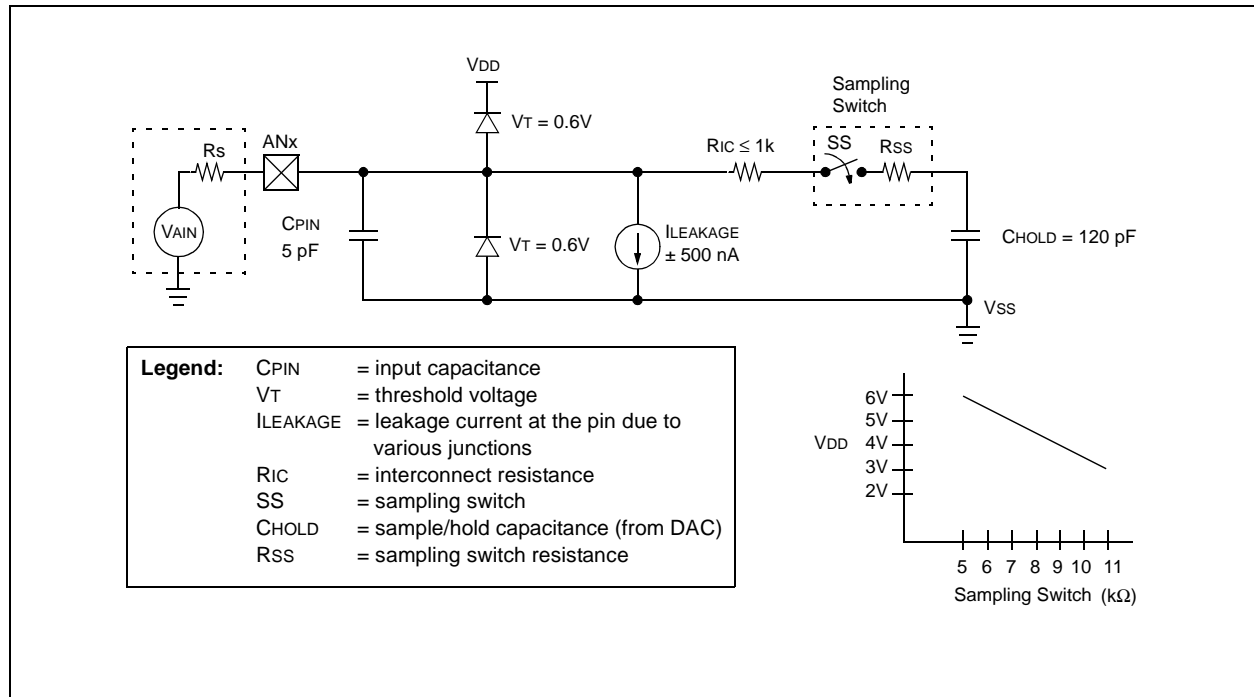 VDD
Sampling
Switch
VT = 0.6V
ANx
RIC ≤ 1k
SS
RSS
Rs
VAIN
CPIN
5 pF
VT = 0.6V
ILEAKAGE
± 500 nA
CHOLD = 120 pF
VSS
Legend: CPIN = input capacitance
VT = threshold voltage
ILEAKAGE = leakage current at the pin due to
various junctions
RIC = interconnect resistance
SS = sampling switch
CHOLD = sample/hold capacitance (from DAC)
RSS = sampling switch resistance
6V
5V
VDD
4V
3V
2V
5 6 7 8 9 10 11
Sampling Switch (kΩ)